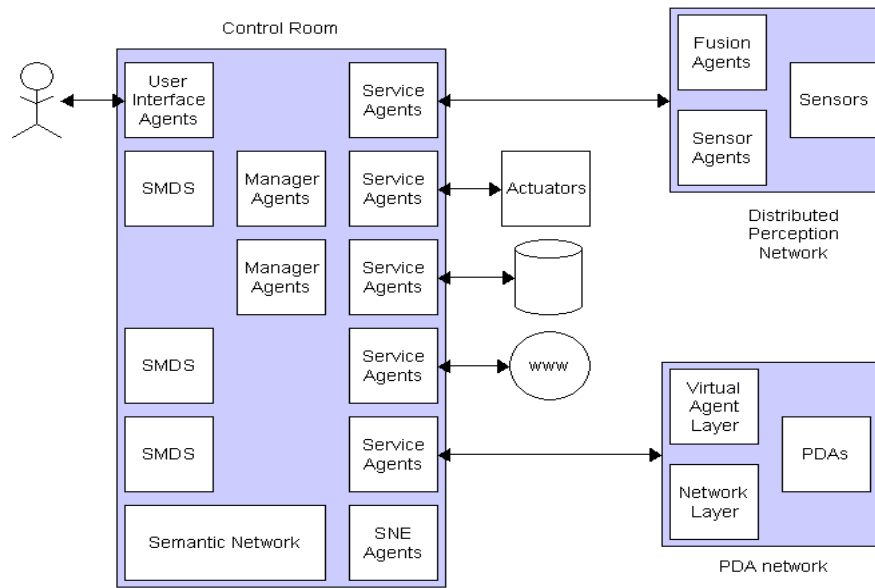 Control Room
User
Interface
Agents
Service
Agents
SMDS
Manager
Agents
Service
Agents
Actuators
Manager
Agents
Service
Agents
SMDS
Service
Agents
www
SMDS
Service
Agents
Semantic Network
SNE
Agents
Fusion
Agents
Sensors
Sensor
Agents
Distributed
Perception
Network
Virtual
Agent
Layer
PDAs
Network
Layer
PDA network